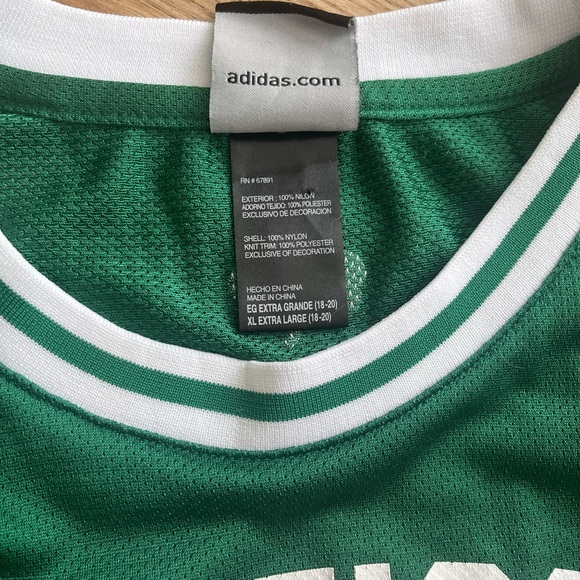 adidas.com
RN # 67891
EXTERIOR : 100% NILON
ADORNO TEJIDO: 100% POLIESTER
EXCLUSIVO DE DECORACION
SHELL: 100% NYLON
KNIT TRIM: 100% POLYESTER
EXCLUSIVE OF DECORATION
HECHO EN CHINA
MADE IN CHINA
EG EXTRA GRANDE (18-20)
XL EXTRA LARGE (18-20)